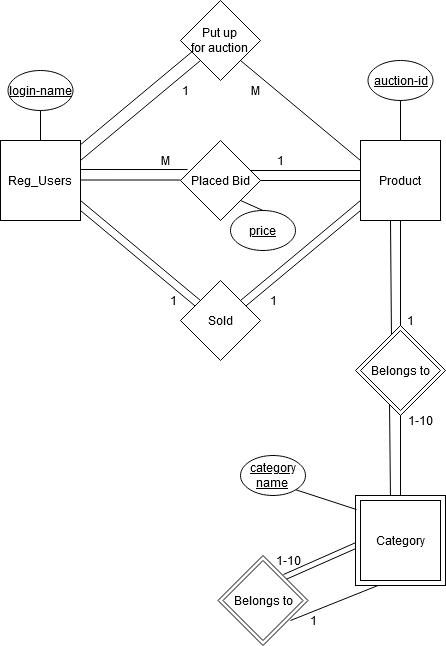 Put up
for auction
login-name
auction-id
1
M
Reg_Users
M
Placed Bid
1
Product
price
1
Sold
1
1
Belongs to
1-10
category
name
Category
1-10
Belongs to
1